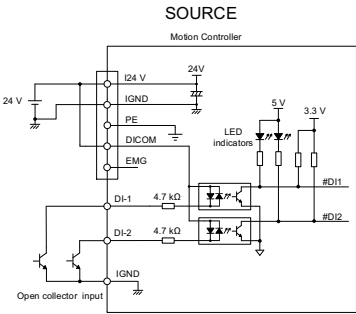 SOURCE
Motion Controller
24 V
I24 V
24V
IGND
PE
DICOM
EMG
LED
indicators
5 V
3.3 V
DI-1
4.7 kΩ
#DI1
DI-2
4.7 kΩ
#DI2
IGND
Open collector input